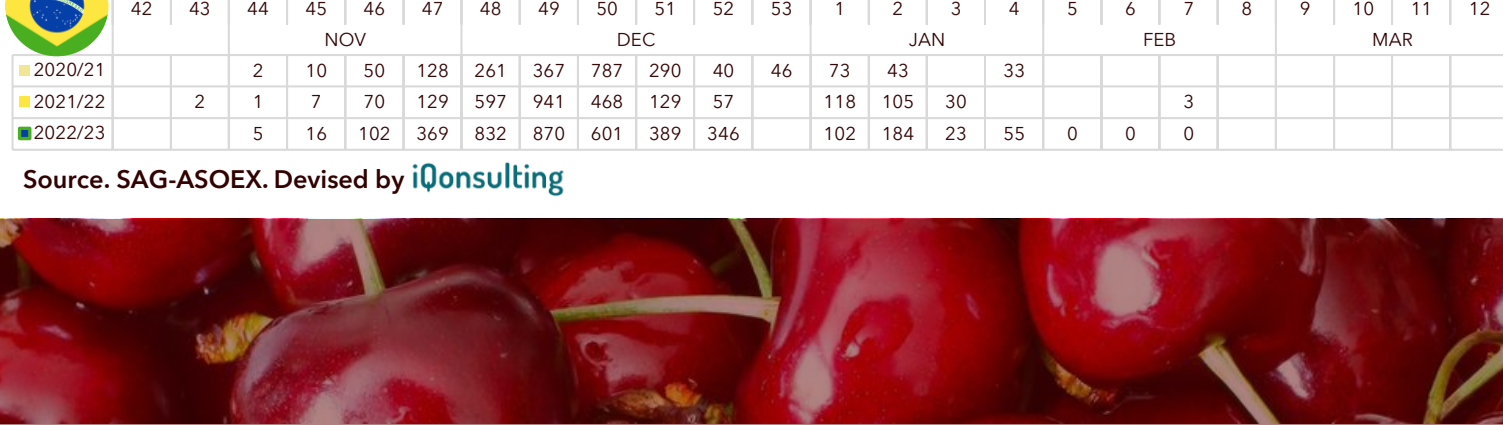 42 43 44 45 46 47 48 49 50 51 52 53 1 2 3 4 5 6 7 8 9 10 11 12
NOV DEC JAN FEB MAR
2020/21 2 10 50 128 261 367 787 290 40 46 73 43 33
2021/22 2 1 7 70 129 597 941 468 129 57 118 105 30 3
2022/23 5 16 102 369 832 870 601 389 346 102 184 23 55 0 0 0
Source. SAG-ASOEX. Devised by iQonsulting